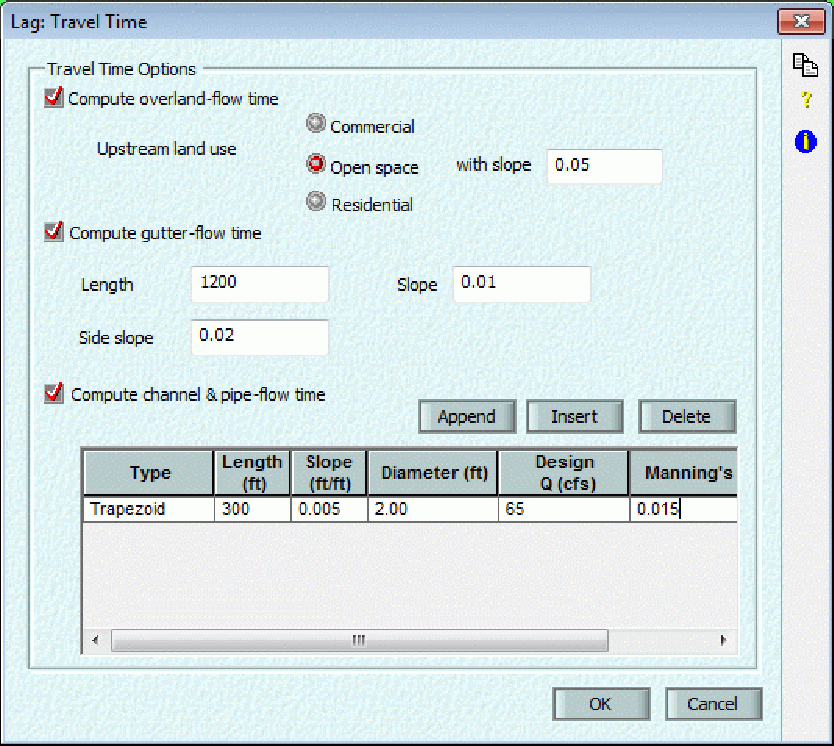 Lag: Travel Time
Travel Time Options
Compute overland-flow time
Commercial
Upstream land use
Open space
with slope 0.05
Residential
Compute gutter-flow time
Length 1200 Slope 0.01
Side slope 0.02
Compute channel & pipe-flow time
Append Insert Delete
Type Length (ft) Slope (ft/ft) Diameter (ft) Design Q (cfs) Manning's
Trapezoid 300 0.005 2.00 65 0.015
OK Cancel